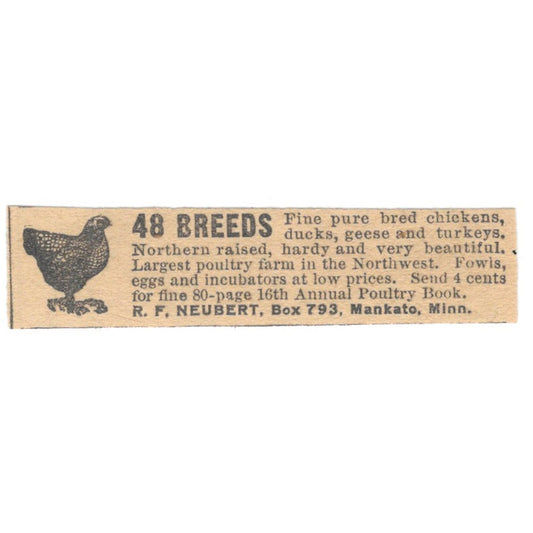 48 BREEDS Fine pure bred chickens,
ducks, geese and turkeys.
Northern raised, hardy and very beautiful.
Largest poultry farm in the Northwest. Fowls,
eggs and incubators at low prices. Send 4 cents
for fine 80-page 16th Annual Poultry Book.
R. F. NEUBERT, Box 793, Mankato, Minn.